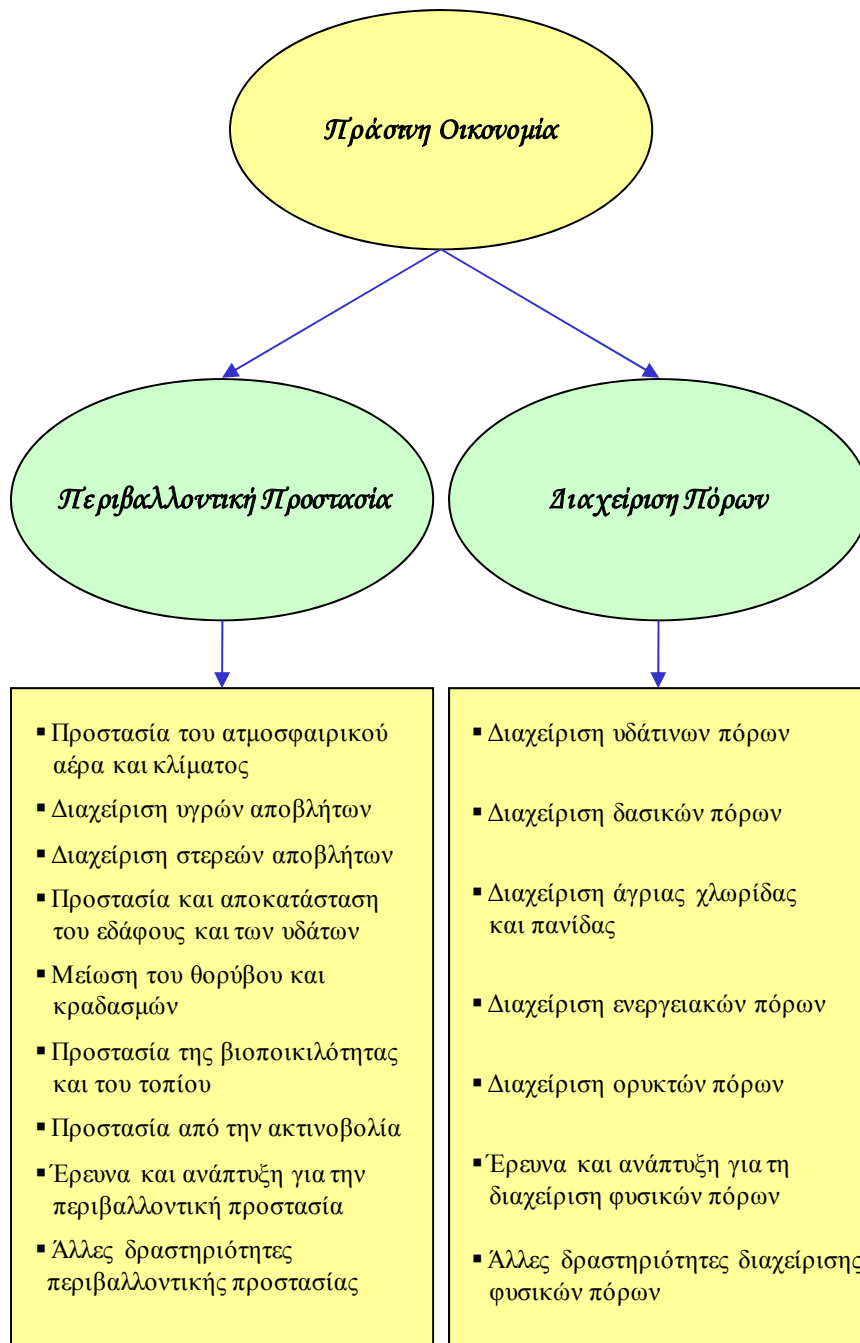 Πράσινη Οικονομία
Περιβαλλοντική Προστασία
Διαχείριση Πόρων
▪ Προστασία του ατμοσφαιρικού
αέρα και κλίματος
▪ Διαχείριση υγρών αποβλήτων
▪ Διαχείριση στερεών αποβλήτων
▪ Προστασία και αποκατάσταση
του εδάφους και των υδάτων
▪ Μείωση του θορύβου και
κραδασμών
▪ Προστασία της βιοποικιλότητας
και του τοπίου
▪ Προστασία από την ακτινοβολία
▪ Έρευνα και ανάπτυξη για την
περιβαλλοντική προστασία
▪ Άλλες δραστηριότητες
περιβαλλοντικής προστασίας
▪ Διαχείριση υδάτινων πόρων
▪ Διαχείριση δασικών πόρων
▪ Διαχείριση άγριας χλωρίδας
και πανίδας
▪ Διαχείριση ενεργειακών πόρων
▪ Διαχείριση ορυκτών πόρων
▪ Έρευνα και ανάπτυξη για τη
διαχείριση φυσικών πόρων
▪ Άλλες δραστηριότητες διαχείρισης
φυσικών πόρων